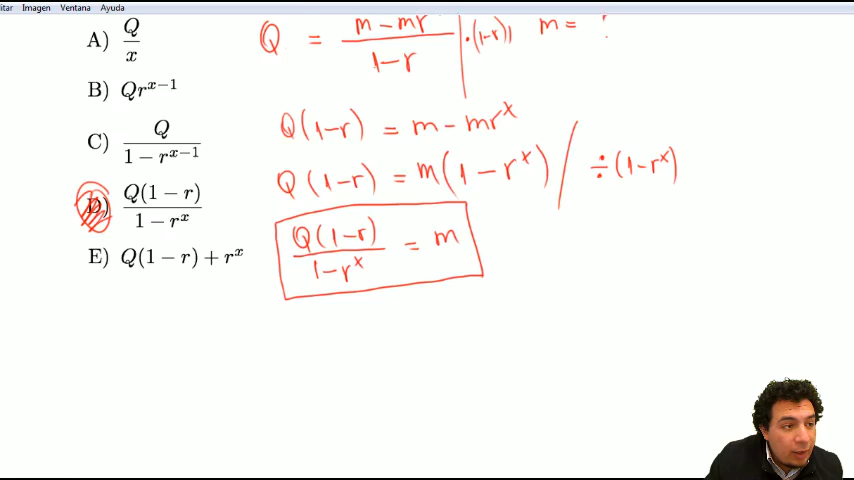 itar Imagen Ventana Ayuda
A) Q/x
B) Qr^{x-1}
C) Q/(1 - r^{x-1})
D) Q(1 - r)/(1 - r^x)
E) Q(1 - r) + r^x
Q = (m - mr)/(1 - r) | ·(1-r) m = ?
Q(1-r) = m - mr^x
Q(1-r) = m(1 - r^x) / ÷(1-r^x)
Q(1-r)/(1-r^x) = m